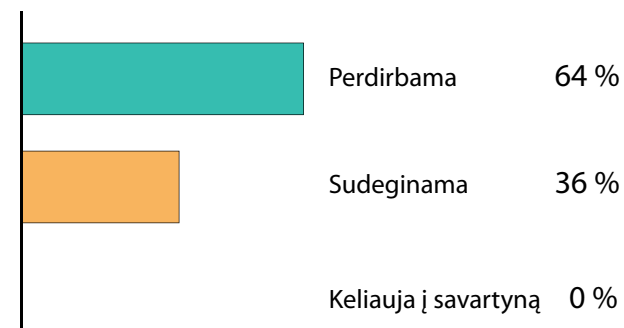 Perdirbama 64 %
Sudeginama 36 %
Keliauja į savartyną 0 %